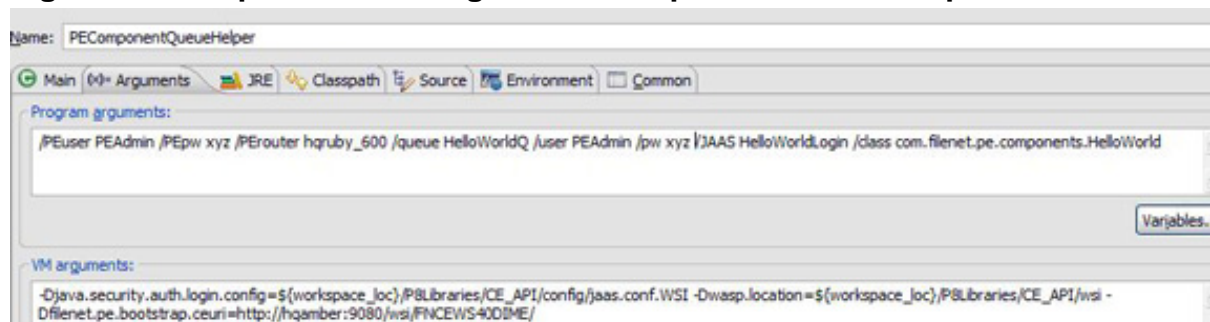 Name: PEComponentQueueHelper
Main Arguments JRE Classpath Source Environment Common
Program arguments:
/PEuser PEAdmin /PEpw xyz /PErouter hqruby_600 /queue HelloWorldQ /user PEAdmin /pw xyz /JAAS HelloWorldLogin /class com.filenet.pe.components.HelloWorld
Variables..
VM arguments:
-Djava.security.auth.login.config=${workspace_loc}/P8Libraries/CE_API/config/jaas.conf.WSI -Dwasp.location=${workspace_loc}/P8Libraries/CE_API/wsi -
Dfilenet.pe.bootstrap.ceuri=http://hqamber:9080/wsi/FNCEWS40DIME/